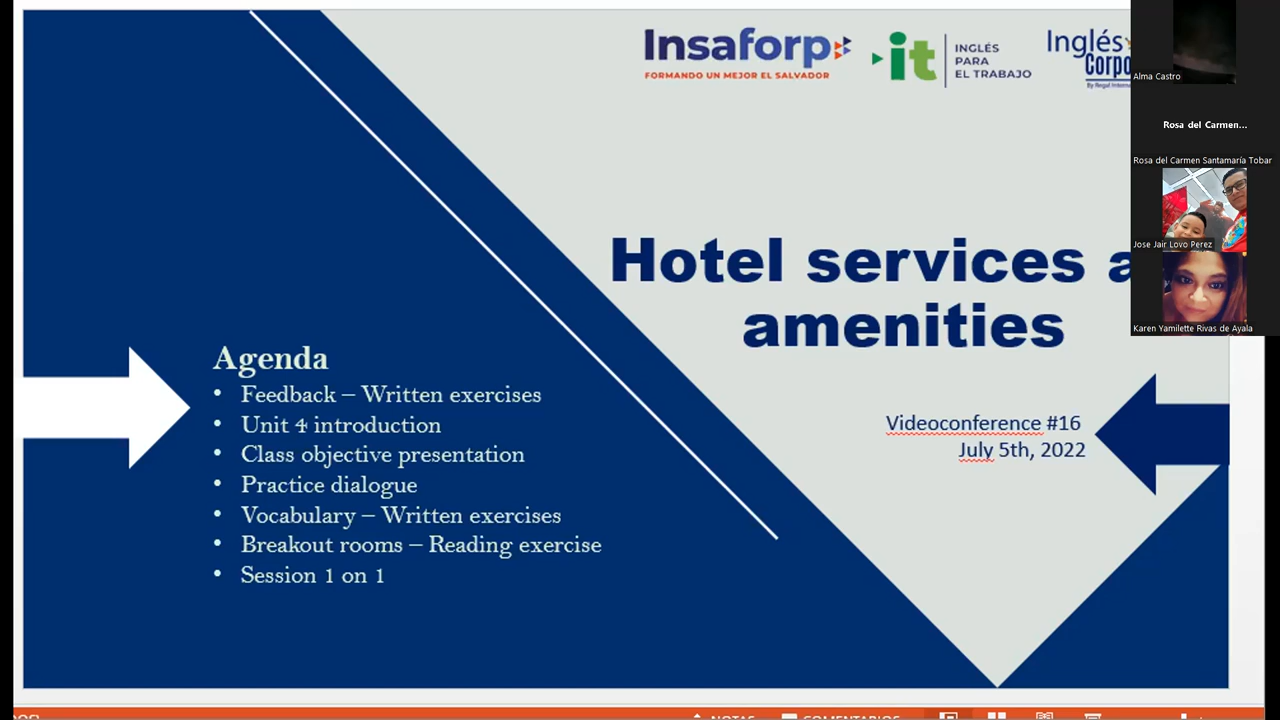 Insaforp
FORMANDO UN MEJOR EL SALVADOR
it
INGLÉS
PARA
EL TRABAJO
Inglés
Corpo
Alma Castro
Rosa del Carmen...
Rosa del Carmen Santamaría Tobar
Jose Jair Lovo Perez
Karen Yamilette Rivas de Ayala
Hotel services a
amenities
Videoconference #16
July 5th, 2022
Agenda
• Feedback – Written exercises
• Unit 4 introduction
• Class objective presentation
• Practice dialogue
• Vocabulary – Written exercises
• Breakout rooms – Reading exercise
• Session 1 on 1
NOTAS
COMENTARIOS